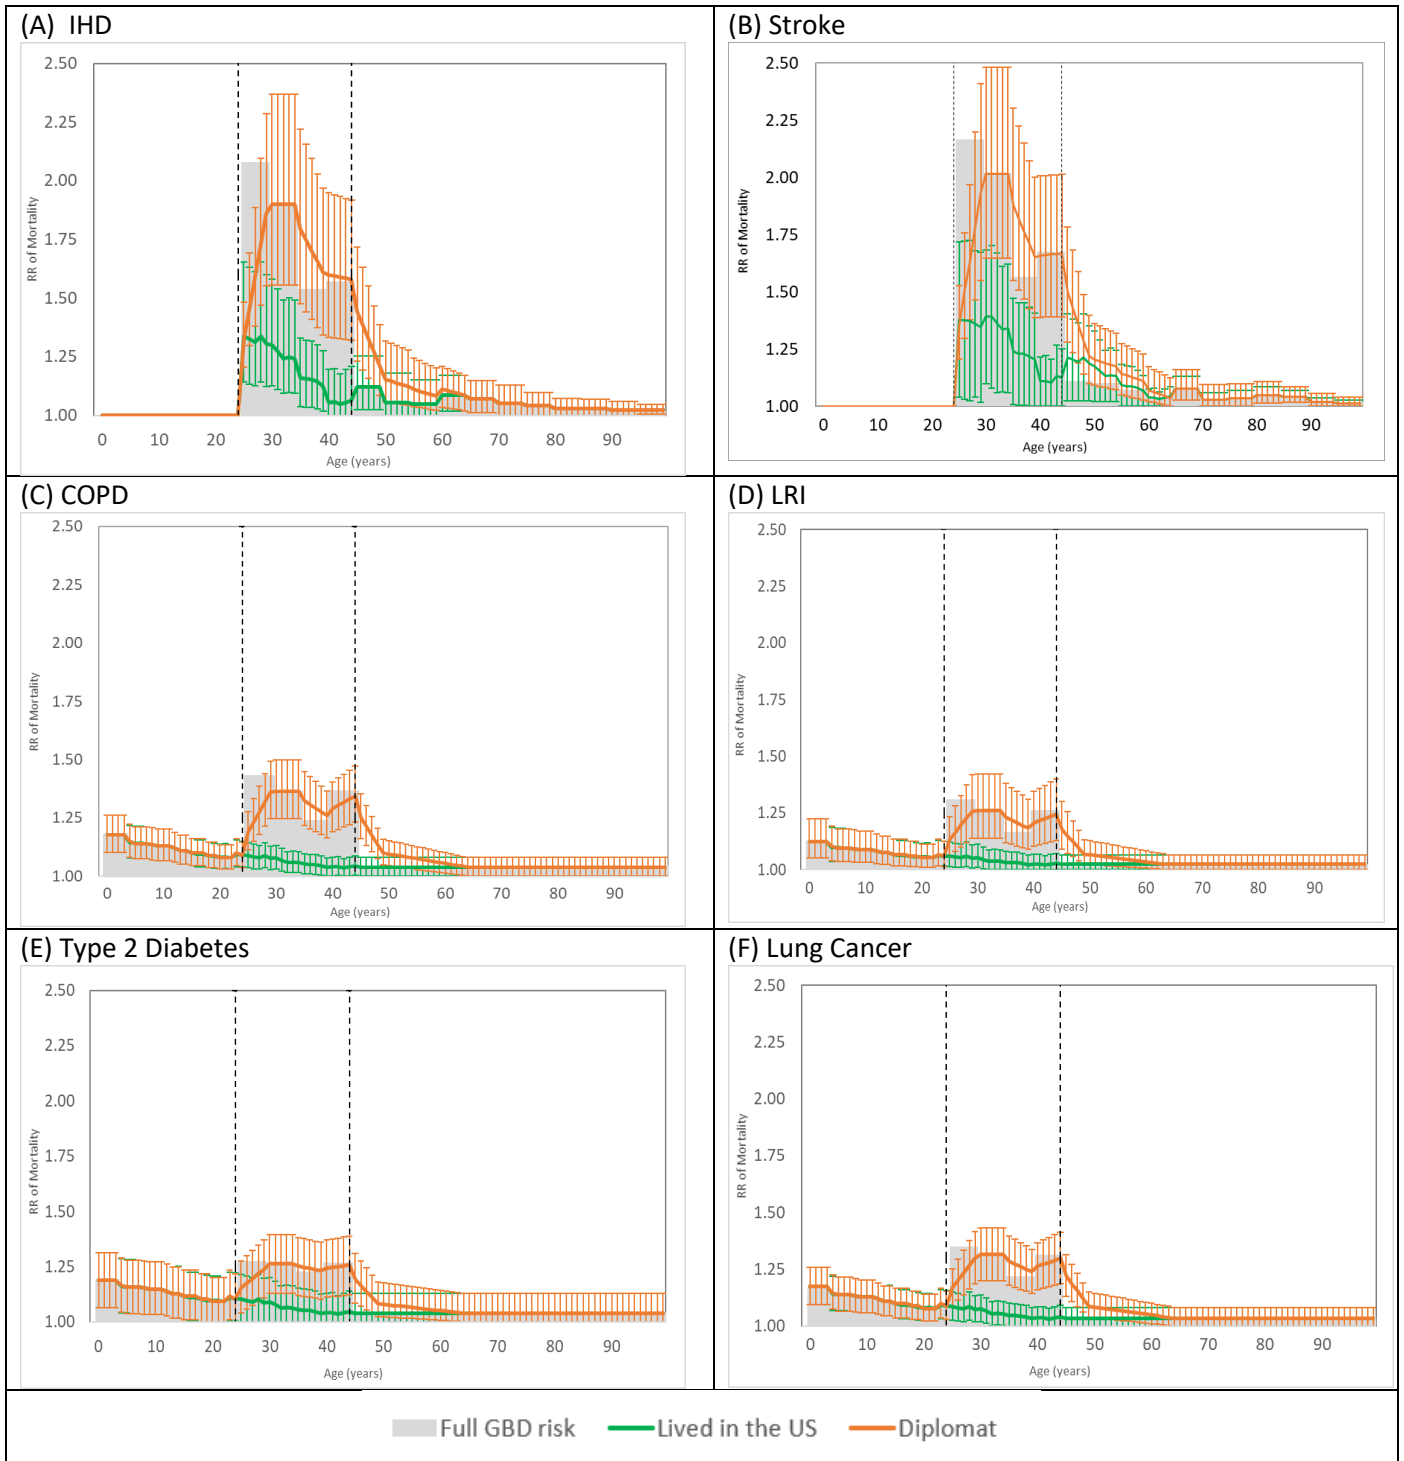 (A) IHD
2.50
2.25
2.00
1.75
1.50
1.25
1.00
RR of Mortality
0 10 20 30 40 50 60 70 80 90
Age (years)
(B) Stroke
2.50
2.25
2.00
1.75
1.50
1.25
1.00
RR of Mortality
0 10 20 30 40 50 60 70 80 90
Age (years)
(C) COPD
2.50
2.25
2.00
1.75
1.50
1.25
1.00
RR of Mortality
0 10 20 30 40 50 60 70 80 90
Age (years)
(D) LRI
2.50
2.25
2.00
1.75
1.50
1.25
1.00
RR of Mortality
0 10 20 30 40 50 60 70 80 90
Age (years)
(E) Type 2 Diabetes
2.50
2.25
2.00
1.75
1.50
1.25
1.00
RR of Mortality
0 10 20 30 40 50 60 70 80 90
Age (years)
(F) Lung Cancer
2.50
2.25
2.00
1.75
1.50
1.25
1.00
RR of Mortality
0 10 20 30 40 50 60 70 80 90
Age (years)
Full GBD risk Lived in the US Diplomat